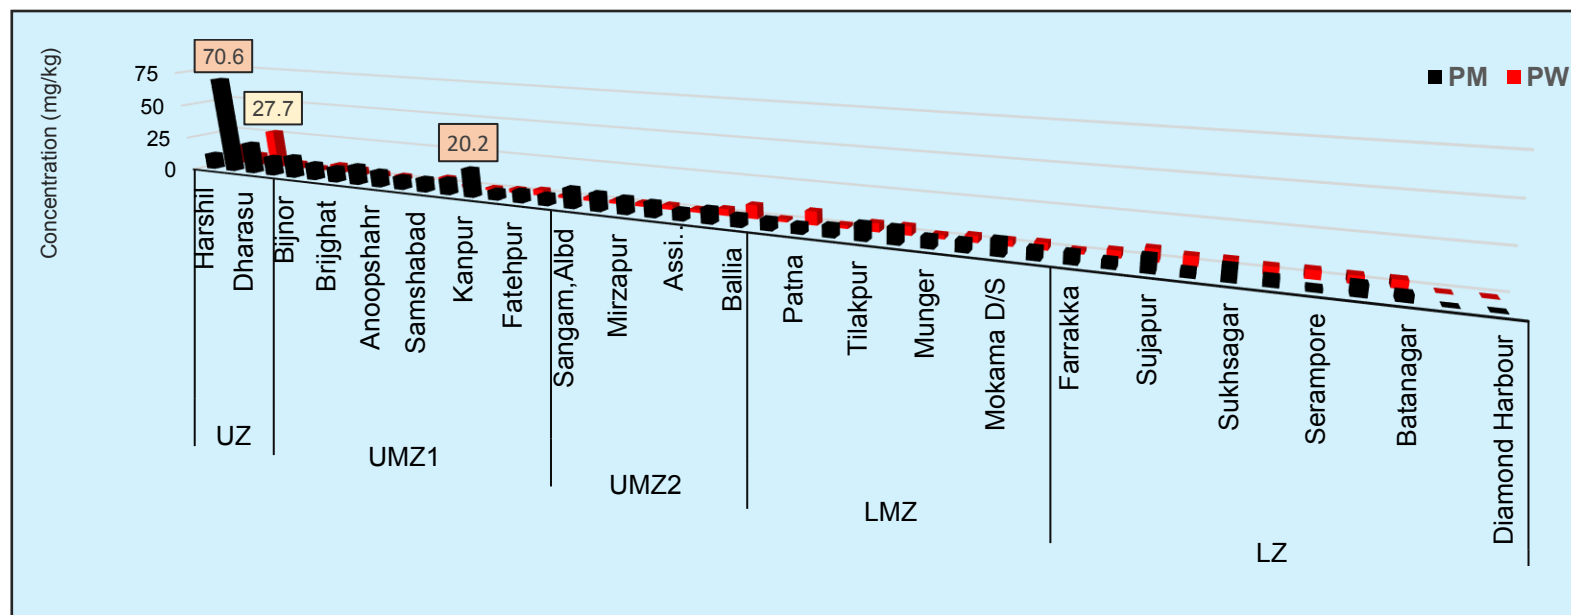 Concentration (mg/kg)
75
50
25
0
70.6
27.7
20.2
PM
PW
Harshil
Dharasu
Bijnor
Brijghat
Anoopshahr
Samshabad
Kanpur
Fatehpur
Sangam,Albd
Mirzapur
Assi..
Ballia
Patna
Tilakpur
Munger
Mokama D/S
Farrakka
Sujapur
Sukhsagar
Serampore
Batanagar
Diamond Harbour
UZ
UMZ1
UMZ2
LMZ
LZ